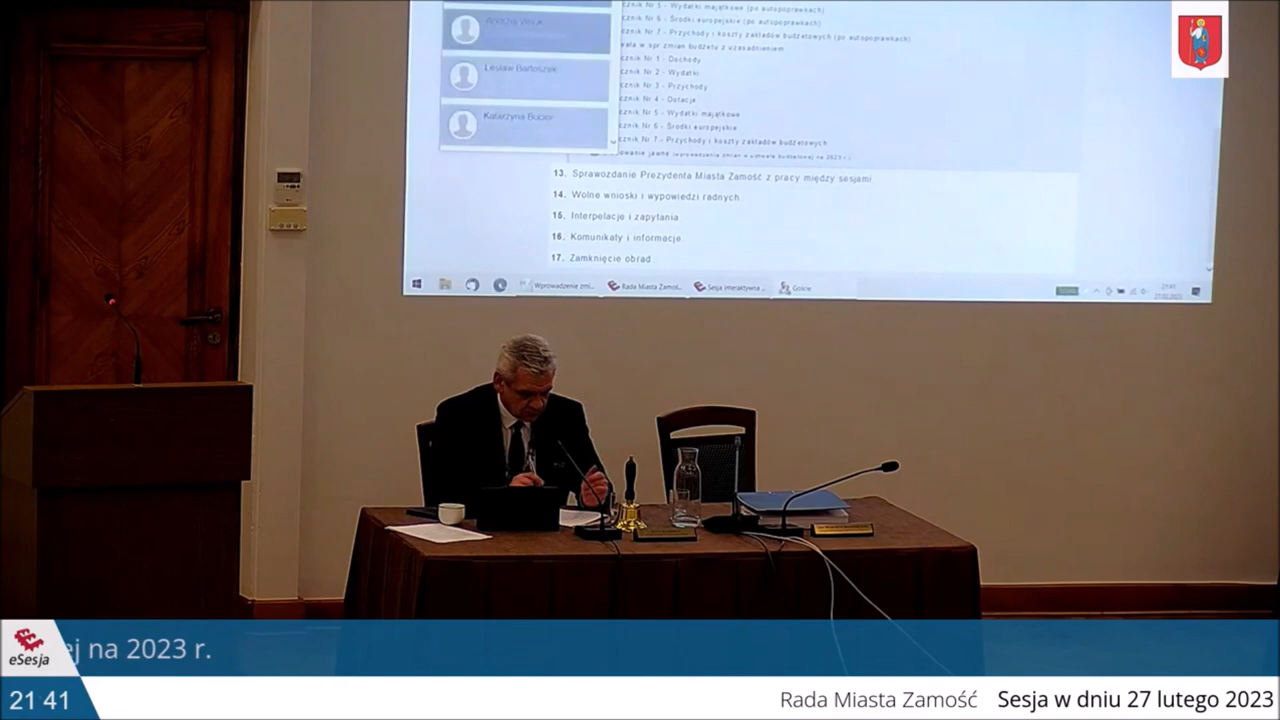 cznik Nr 5 - Wydatki majątkowe (po autopoprawkach)
cznik Nr 6 - Środki europejskie (po autopoprawkach)
cznik Nr 7 - Przychody i koszty zakładów budżetowych (po autopoprawkach)
wała w spr zmian budżetu z uzasadnieniem
cznik Nr 1 - Dochody
cznik Nr 2 - Wydatki
cznik Nr 3 - Przychody
cznik Nr 4 - Dotacje
cznik Nr 5 - Wydatki majątkowe
cznik Nr 6 - Środki europejskie
cznik Nr 7 - Przychody i koszty zakładów budżetowych
Lesław Bartoszek
Katarzyna
13. Sprawozdanie Prezydenta Miasta Zamość z pracy między sesjami
14. Wolne wnioski i wypowiedzi radnych.
15. Interpelacje i zapytania
16. Komunikaty i informacje.
17. Zamknięcie obrad
Wprowadzenie zmi...
Rada Miasta Zamoś...
Sesja interaktywna ...
Goście
21:41
27.02.2023
ej na 2023 r.
eSesja
21 41
Rada Miasta Zamość Sesja w dniu 27 lutego 2023